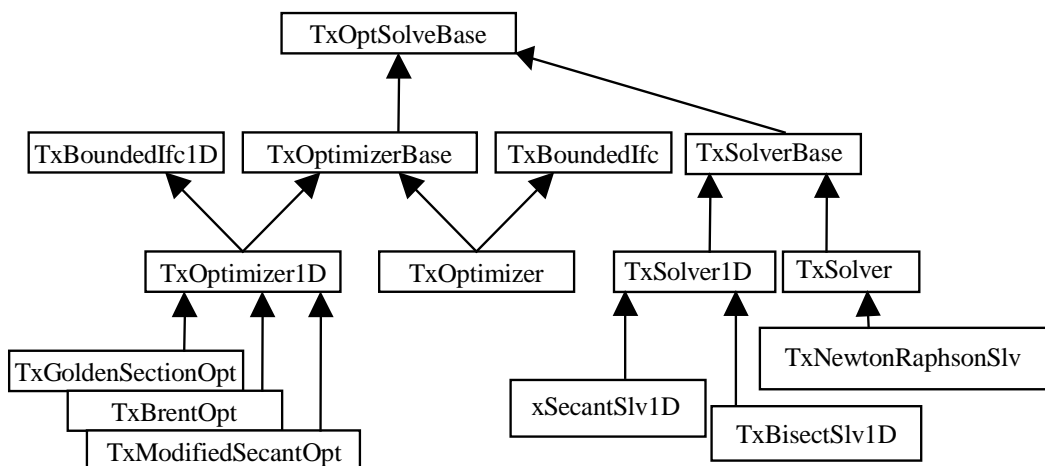 TxOptSolveBase
TxBoundedIfc1D
TxOptimizerBase
TxBoundedIfc
TxSolverBase
TxOptimizer1D
TxOptimizer
TxSolver1D
TxSolver
TxGoldenSectionOpt
TxBrentOpt
TxModifiedSecantOpt
xSecantSlv1D
TxBisectSlv1D
TxNewtonRaphsonSlv